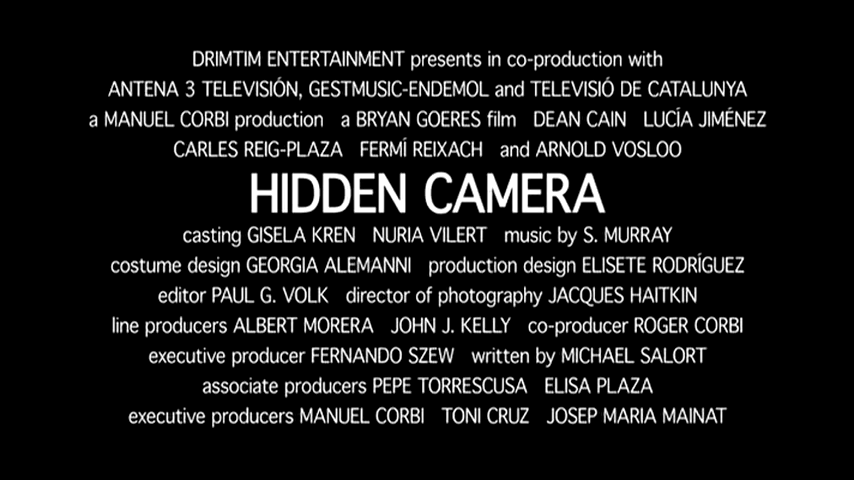 DRIMTIM ENTERTAINMENT presents in co-production with
ANTENA 3 TELEVISIÓN, GESTMUSIC-ENDEMOL and TELEVISIÓ DE CATALUNYA
a MANUEL CORBI production a BRYAN GOERES film DEAN CAIN LUCÍA JIMÉNEZ
CARLES REIG-PLAZA FERMÍ REIXACH and ARNOLD VOSLOO
HIDDEN CAMERA
casting GISELA KREN NURIA VILERT music by S. MURRAY
costume design GEORGIA ALEMANNI production design ELISETE RODRÍGUEZ
editor PAUL G. VOLK director of photography JACQUES HAITKIN
line producers ALBERT MORERA JOHN J. KELLY co-producer ROGER CORBI
executive producer FERNANDO SZEW written by MICHAEL SALORT
associate producers PEPE TORRESCUSA ELISA PLAZA
executive producers MANUEL CORBI TONI CRUZ JOSEP MARIA MAINAT